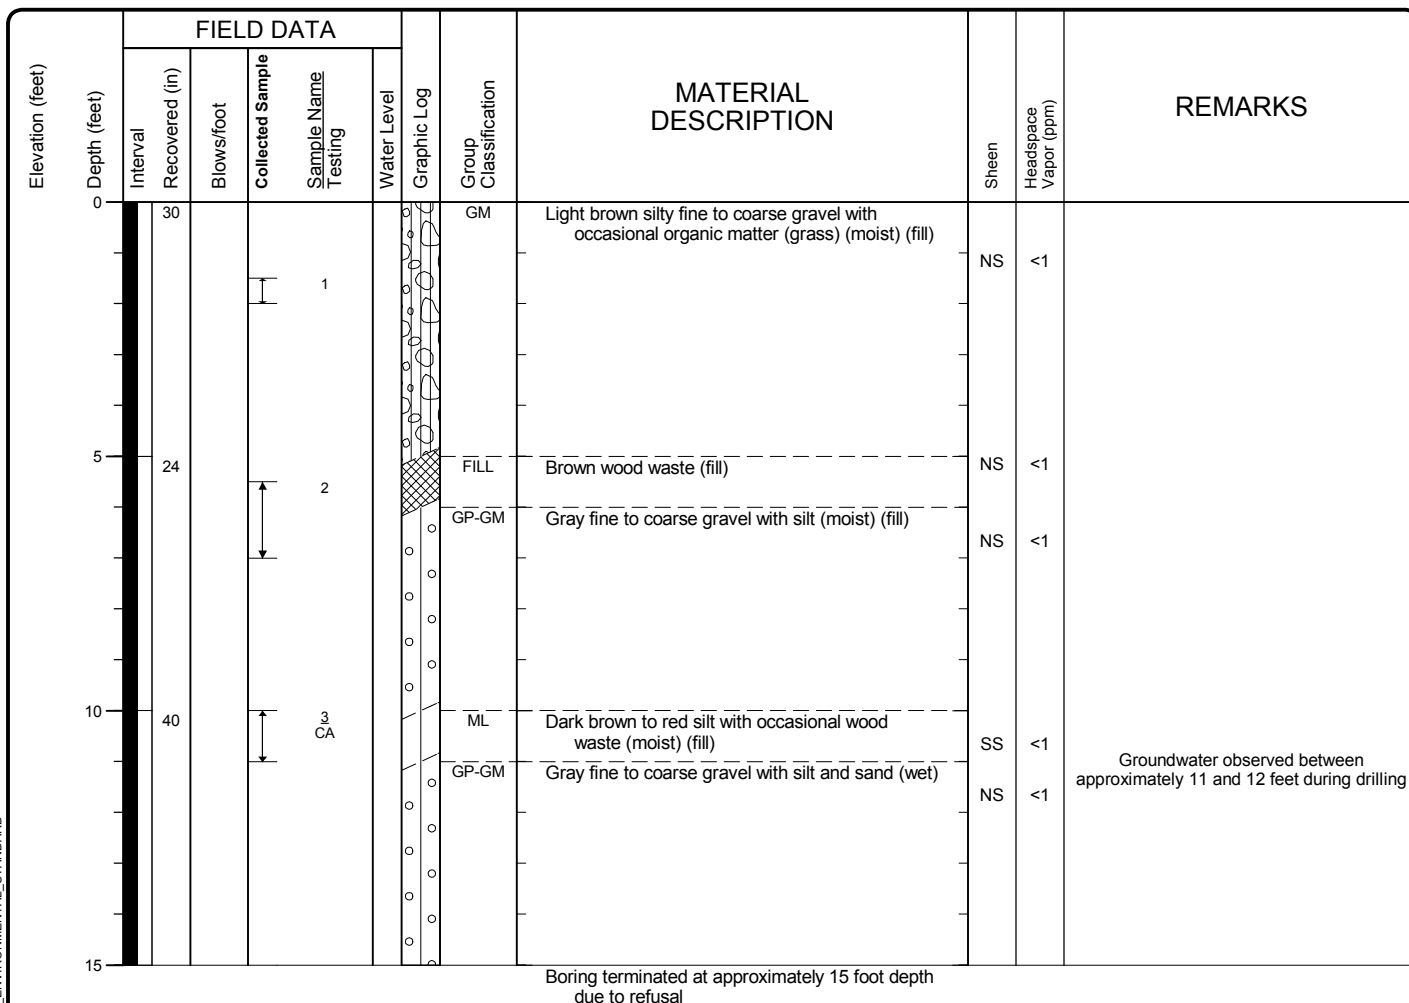 FIELD DATA
Elevation (feet)
Depth (feet)
Interval
Recovered (in)
Blows/foot
Collected Sample
Sample Name
Testing
Water Level
Graphic Log
Group
Classification
MATERIAL
DESCRIPTION
Sheen
Headspace
Vapor (ppm)
REMARKS
0
30
GM
Light brown silty fine to coarse gravel with
occasional organic matter (grass) (moist) (fill)
NS <1
1
5
24
FILL
Brown wood waste (fill)
NS <1
2
GP-GM
Gray fine to coarse gravel with silt (moist) (fill)
NS <1
10
40
3
CA
ML
Dark brown to red silt with occasional wood
waste (moist) (fill)
SS <1
Groundwater observed between
approximately 11 and 12 feet during drilling
GP-GM
Gray fine to coarse gravel with silt and sand (wet)
NS <1
15
Boring terminated at approximately 15 foot depth
due to refusal